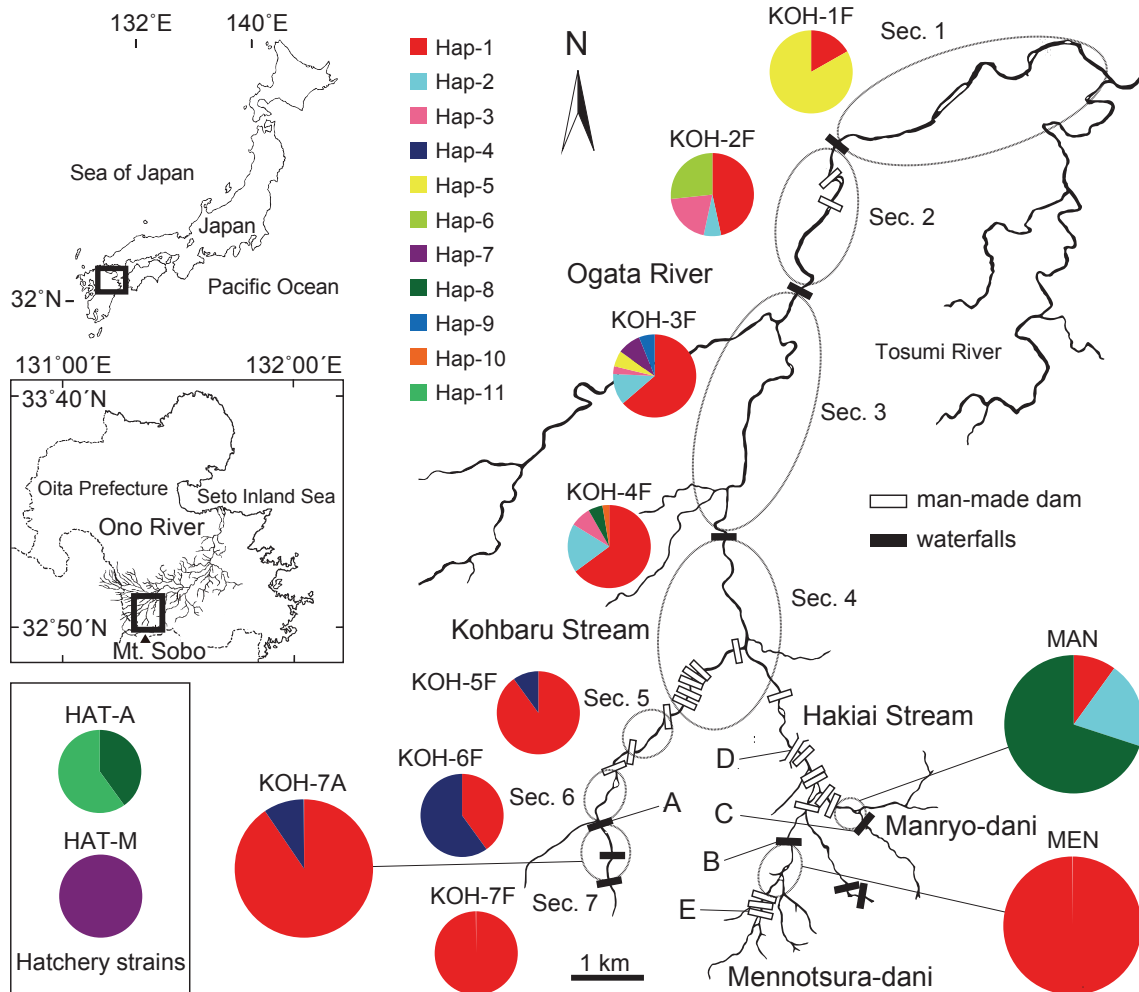 132˚E
140˚E
Sea of Japan
Japan
Pacific Ocean
32˚N
131°00´E
132°00´E
33°40´N
Oita Prefecture
Seto Inland Sea
Ono River
32°50´N
Mt. Sobo
HAT-A
HAT-M
Hatchery strains
Hap-1
Hap-2
Hap-3
Hap-4
Hap-5
Hap-6
Hap-7
Hap-8
Hap-9
Hap-10
Hap-11
N
KOH-1F
Sec. 1
KOH-2F
Sec. 2
Ogata River
KOH-3F
Tosumi River
Sec. 3
KOH-4F
man-made dam
waterfalls
Sec. 4
Kohbaru Stream
MAN
KOH-5F
Sec. 5
Hakiai Stream
D
KOH-6F
KOH-7A
Sec. 6
A
C
Manryo-dani
B
MEN
KOH-7F
Sec. 7
E
1 km
Mennotsura-dani